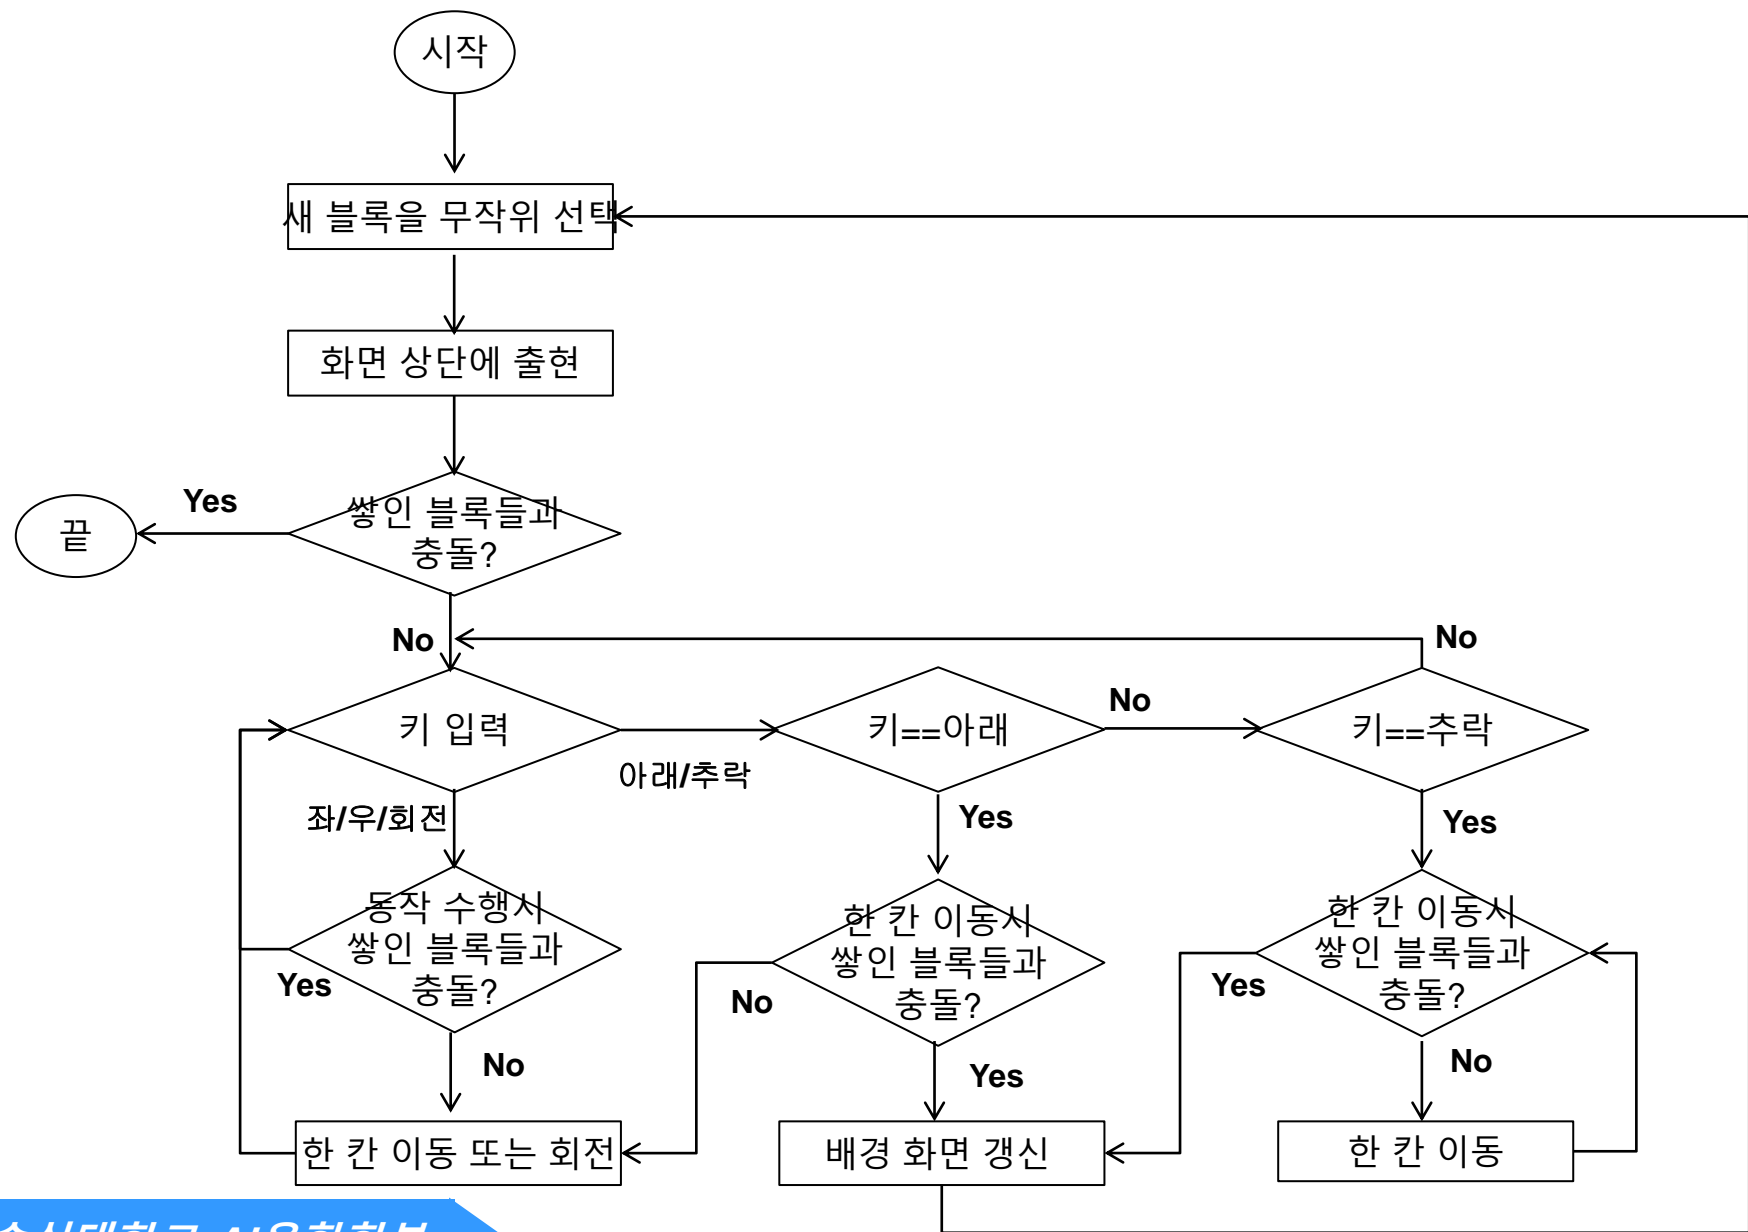 시작
새 블록을 무작위 선택
화면 상단에 출현
쌓인 블록들과
충돌?
Yes
끝
No
No
키 입력
키==아래
No
키==추락
아래/추락
좌/우/회전
Yes
Yes
동작 수행시
쌓인 블록들과
충돌?
한 칸 이동시
쌓인 블록들과
충돌?
한 칸 이동시
쌓인 블록들과
충돌?
Yes
No
Yes
No
Yes
No
한 칸 이동 또는 회전
배경 화면 갱신
한 칸 이동